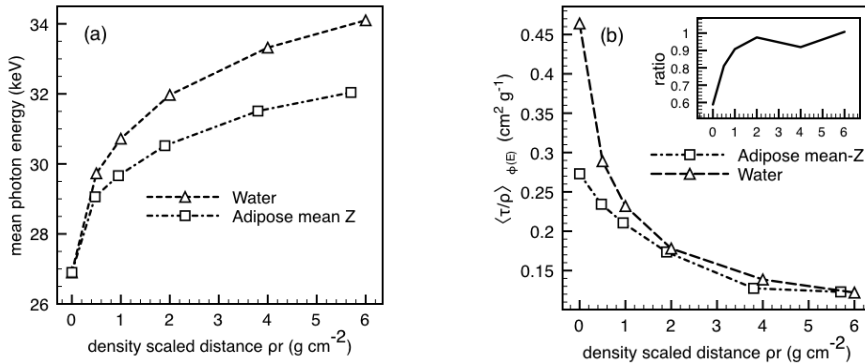 (a)
34
32
30
28
26
mean photon energy (keV)
Water
Adipose mean Z
0 1 2 3 4 5 6
density scaled distance ρr (g cm-2)
(b)
0.45
0.4
0.35
0.3
0.25
0.2
0.15
⟨τ/ρ⟩ ϕ(E) (cm2 g-1)
ratio
1
0.9
0.8
0.7
0.6
0 1 2 3 4 5 6
Adipose mean-Z
Water
0 1 2 3 4 5 6
density scaled distance ρr (g cm-2)